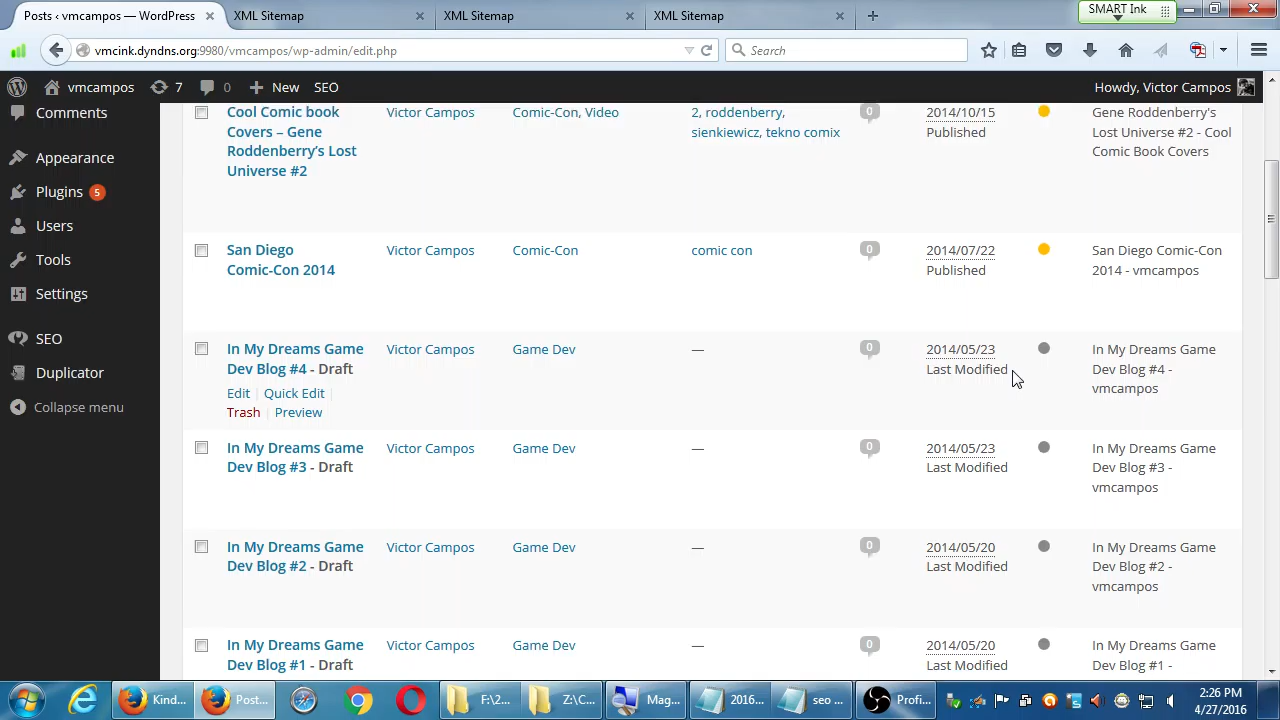 Posts ‹ vmcampos — WordPress
XML Sitemap
XML Sitemap
XML Sitemap
SMART Ink
vmcink.dyndns.org:9980/vmcampos/wp-admin/edit.php
Search
vmcampos
7
0
New
SEO
Howdy, Victor Campos
Comments
Appearance
Plugins 5
Users
Tools
Settings
SEO
Duplicator
Collapse menu
Cool Comic book
Covers – Gene
Roddenberry's Lost
Universe #2
Victor Campos
Comic-Con, Video
2, roddenberry,
sienkiewicz, tekno comix
0
2014/10/15
Published
Gene Roddenberry's
Lost Universe #2 - Cool
Comic Book Covers
San Diego
Comic-Con 2014
Victor Campos
Comic-Con
comic con
0
2014/07/22
Published
San Diego Comic-Con
2014 - vmcampos
In My Dreams Game
Dev Blog #4 - Draft
Edit | Quick Edit |
Trash | Preview
Victor Campos
Game Dev
—
0
2014/05/23
Last Modified
In My Dreams Game
Dev Blog #4 -
vmcampos
In My Dreams Game
Dev Blog #3 - Draft
Victor Campos
Game Dev
—
0
2014/05/23
Last Modified
In My Dreams Game
Dev Blog #3 -
vmcampos
In My Dreams Game
Dev Blog #2 - Draft
Victor Campos
Game Dev
—
0
2014/05/20
Last Modified
In My Dreams Game
Dev Blog #2 -
vmcampos
In My Dreams Game
Dev Blog #1 - Draft
Victor Campos
Game Dev
—
0
2014/05/20
Last Modified
In My Dreams Game
Dev Blog #1 -
Kind...
Post...
F:\2...
Z:\C...
Mag...
2016...
seo ...
Profi...
2:26 PM
4/27/2016